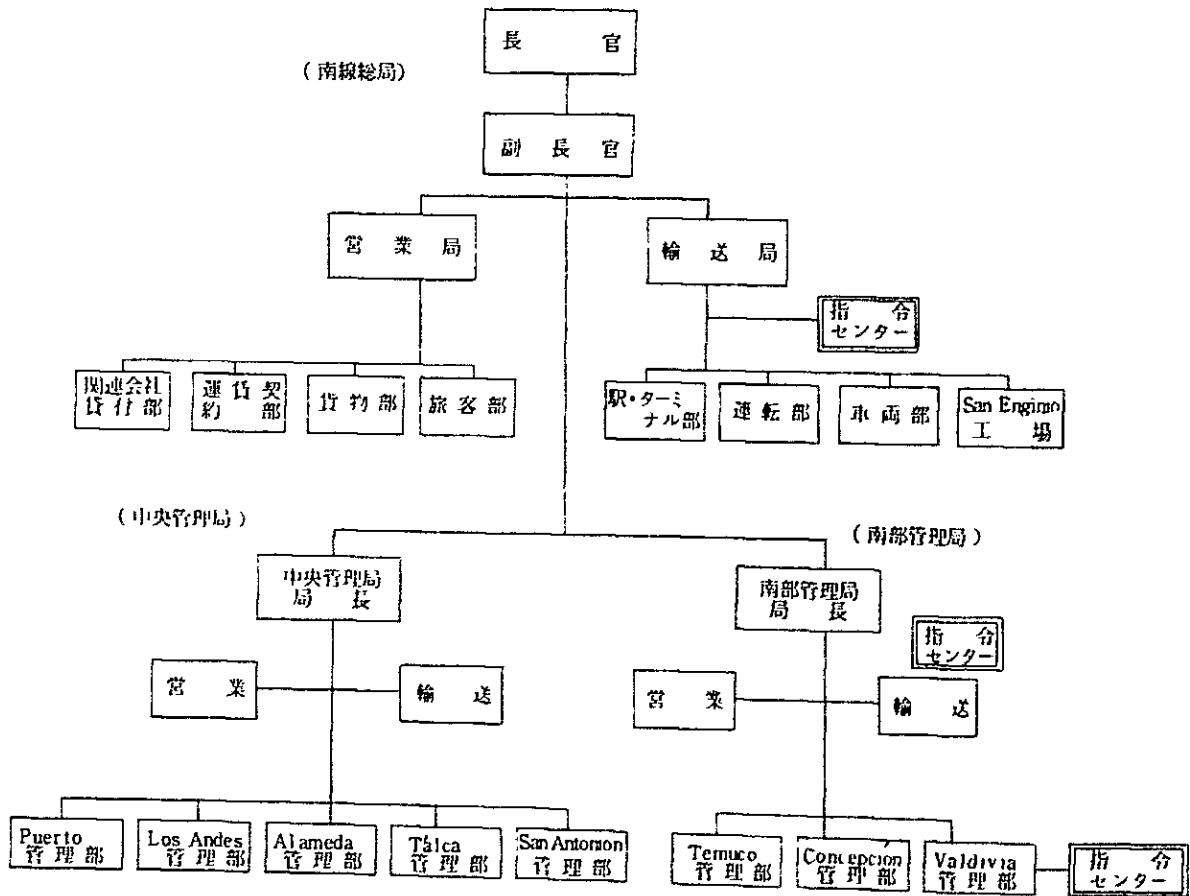 長官
(南線総局)
副長官
営業局
輸送局
指令
センター
関連会社
貸付部
運賃契
約部
貨物部
旅客部
駅・ターミ
ナル部
運転部
車両部
San Enginio
工場
(中央管理局)
(南部管理局)
中央管理局
局長
南部管理局
局長
指令
センター
営業
輸送
営業
輸送
Puerto
管理部
Los Andes
管理部
Alameda
管理部
Talca
管理部
San Antonion
管理部
Temuco
管理部
Concepcion
管理部
Valdivia
管理部
指令
センター